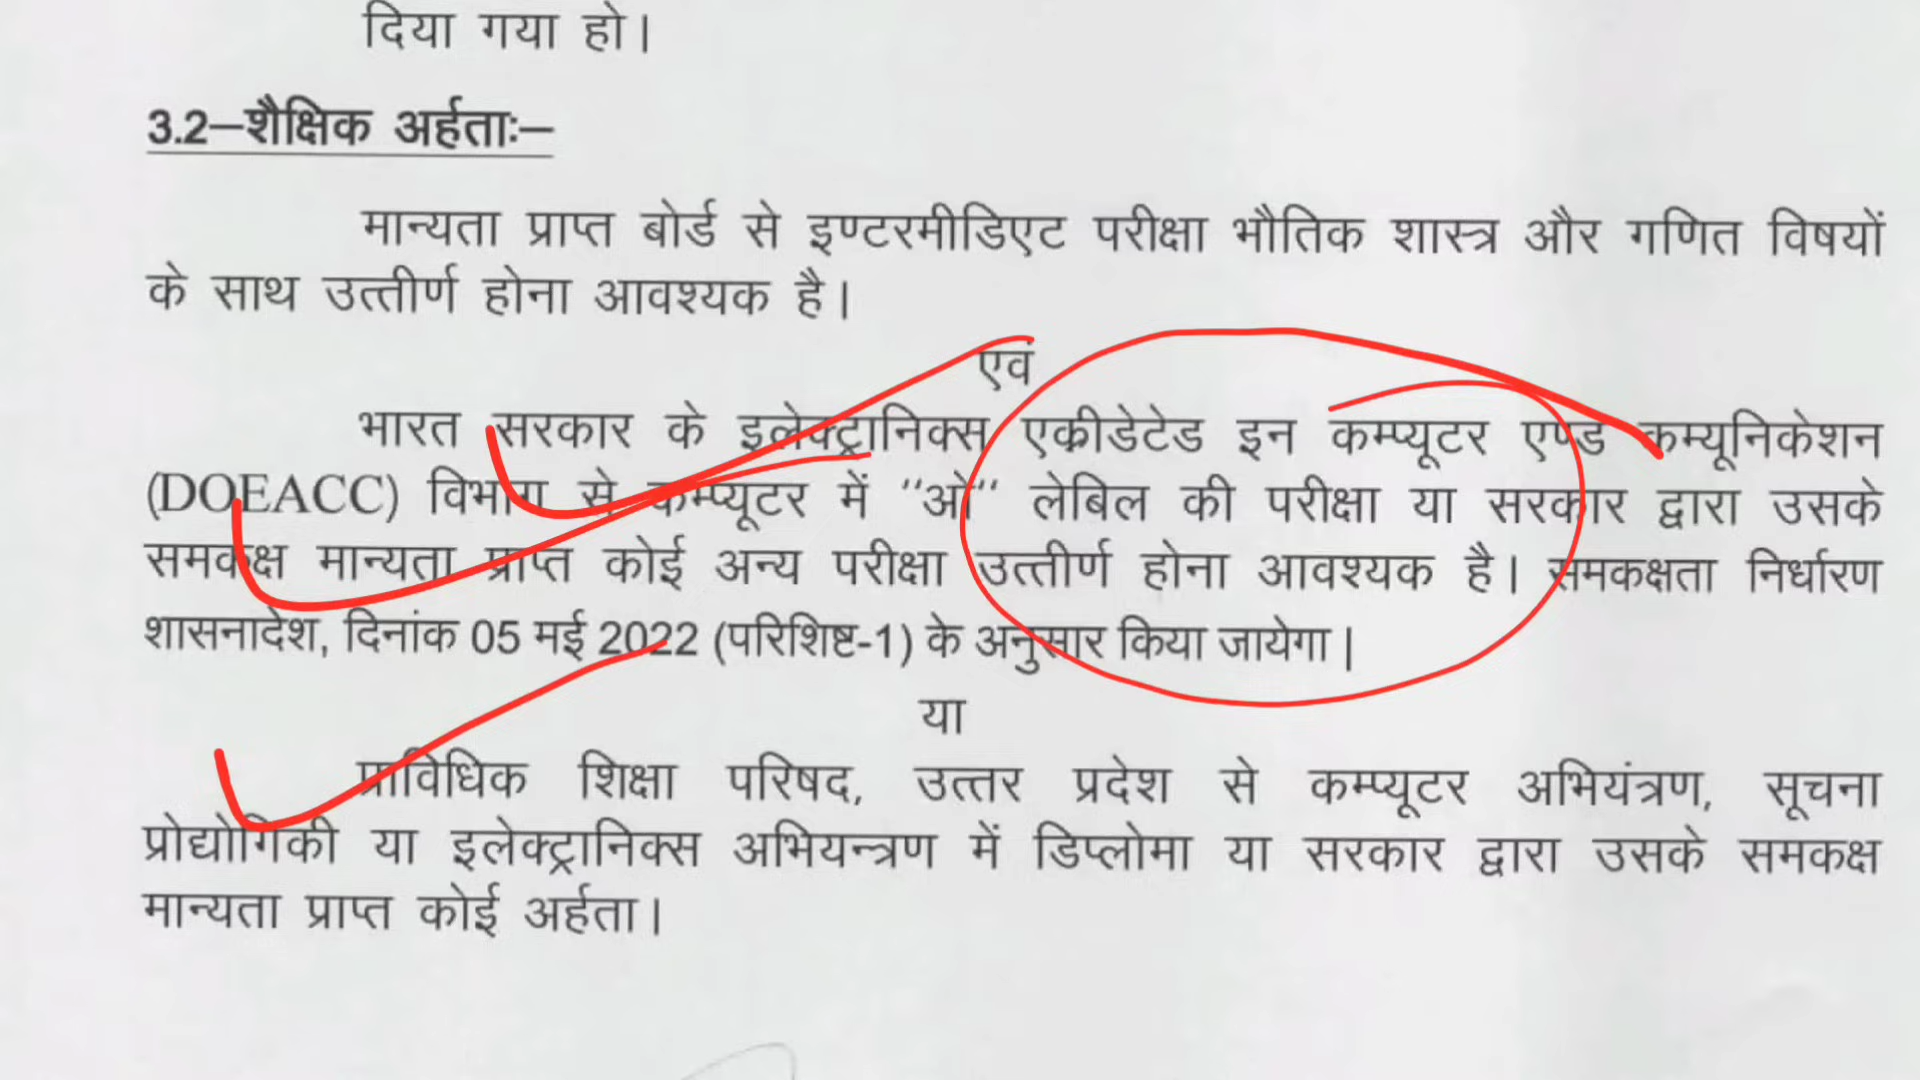 दिया गया हो।
3.2–शैक्षिक अर्हताः–
मान्यता प्राप्त बोर्ड से इण्टरमीडिएट परीक्षा भौतिक शास्त्र और गणित विषयों
के साथ उत्तीर्ण होना आवश्यक है।
एवं
भारत सरकार के इलेक्ट्रानिक्स एक्रीडेटेड इन कम्प्यूटर एण्ड कम्यूनिकेशन
(DOEACC) विभाग से कम्प्यूटर में ''ओ'' लेबिल की परीक्षा या सरकार द्वारा उसके
समकक्ष मान्यता प्राप्त कोई अन्य परीक्षा उत्तीर्ण होना आवश्यक है। समकक्षता निर्धारण
शासनादेश, दिनांक 05 मई 2022 (परिशिष्ट-1) के अनुसार किया जायेगा|
या
प्राविधिक शिक्षा परिषद, उत्तर प्रदेश से कम्प्यूटर अभियंत्रण, सूचना
प्रोद्योगिकी या इलेक्ट्रानिक्स अभियन्त्रण में डिप्लोमा या सरकार द्वारा उसके समकक्ष
मान्यता प्राप्त कोई अर्हता।